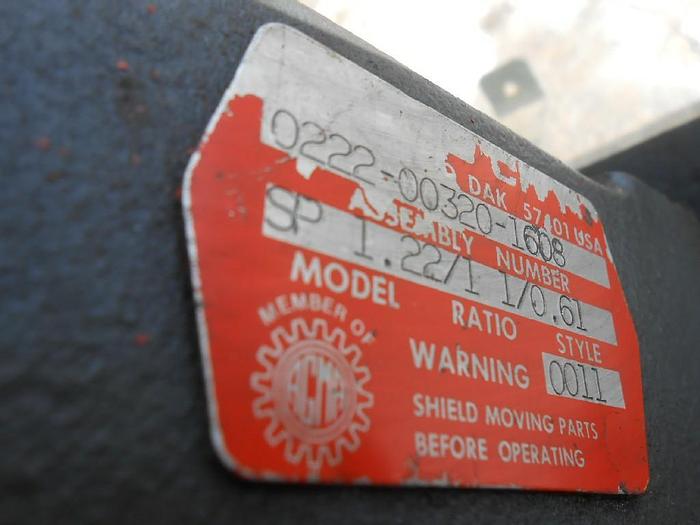 DAK 57401 USA
0222-00320-1608
ASSEMBLY NUMBER
SP 1.22/1 1/0.61
MODEL RATIO STYLE
MEMBER OF
AGMA
WARNING 0011
SHIELD MOVING PARTS
BEFORE OPERATING